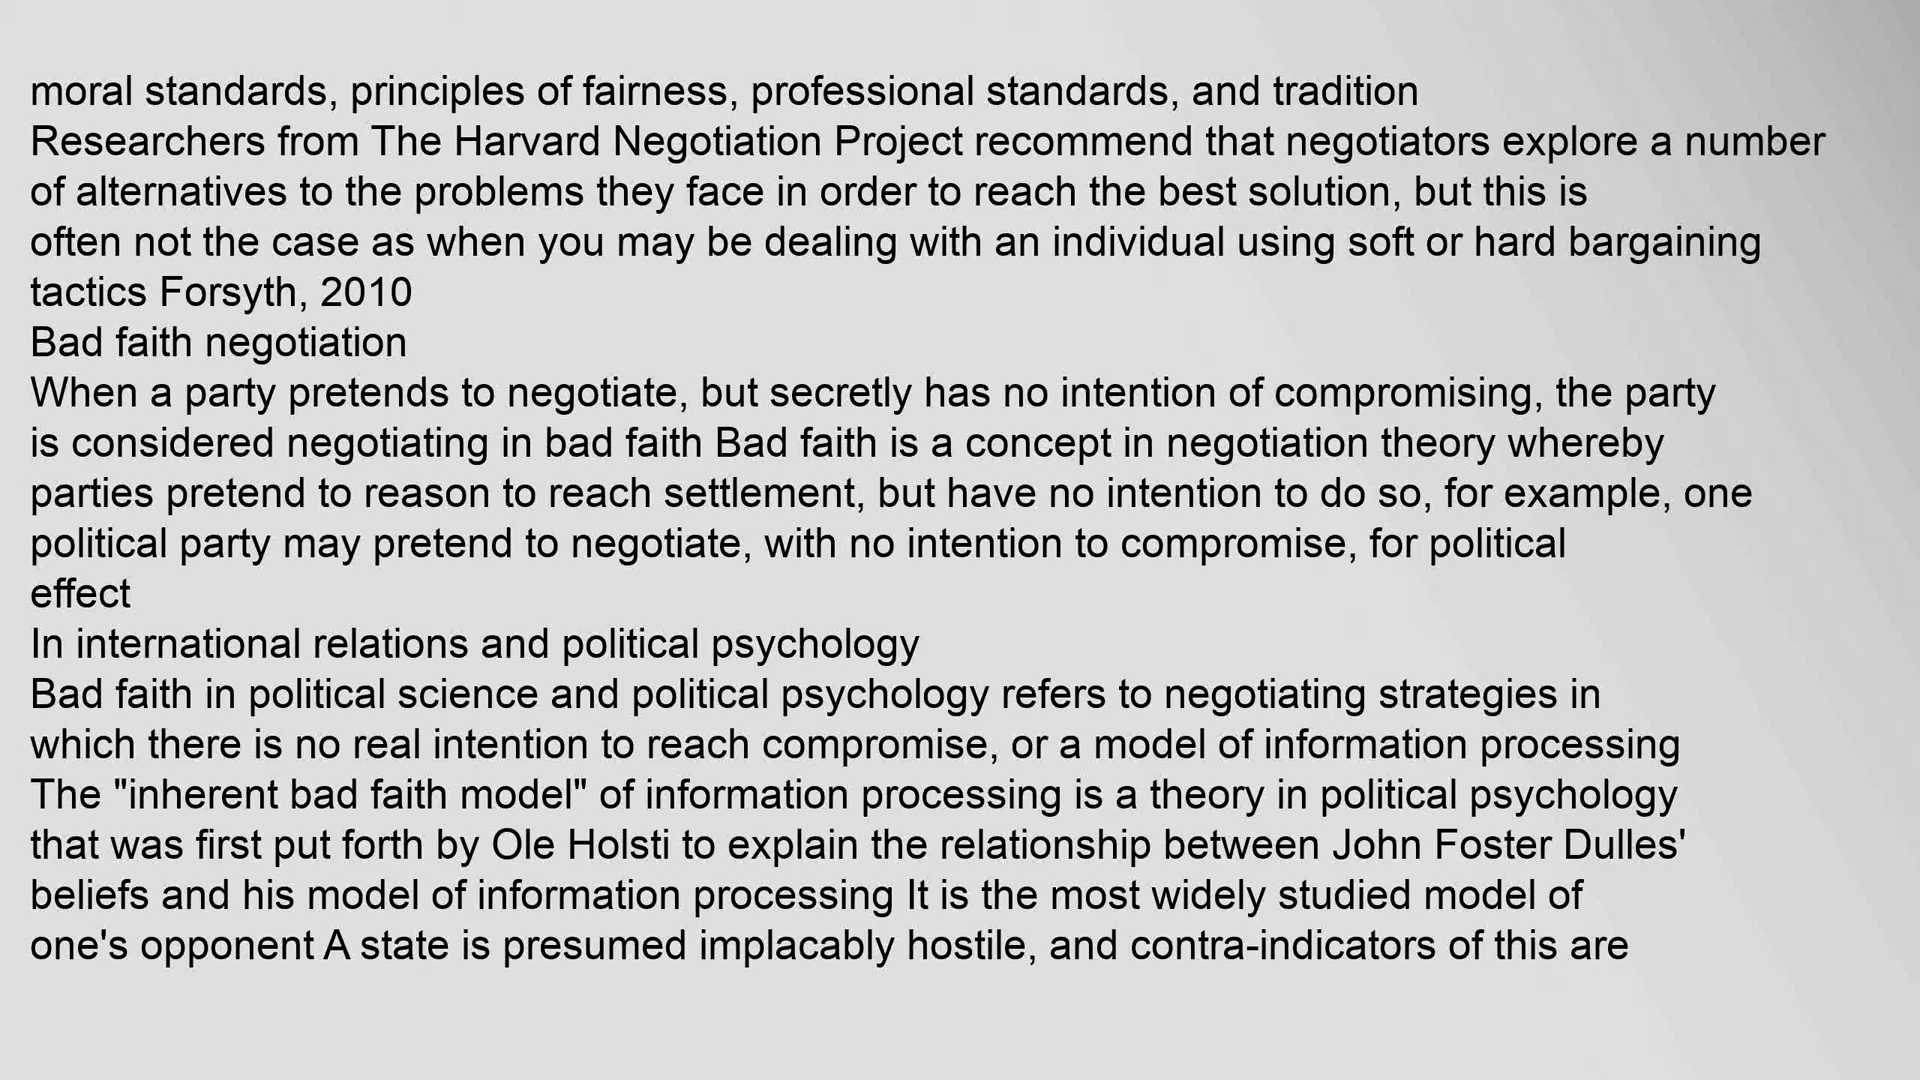 moral standards, principles of fairness, professional standards, and tradition
Researchers from The Harvard Negotiation Project recommend that negotiators explore a number
of alternatives to the problems they face in order to reach the best solution, but this is
often not the case as when you may be dealing with an individual using soft or hard bargaining
tactics Forsyth, 2010
Bad faith negotiation
When a party pretends to negotiate, but secretly has no intention of compromising, the party
is considered negotiating in bad faith Bad faith is a concept in negotiation theory whereby
parties pretend to reason to reach settlement, but have no intention to do so, for example, one
political party may pretend to negotiate, with no intention to compromise, for political
effect
In international relations and political psychology
Bad faith in political science and political psychology refers to negotiating strategies in
which there is no real intention to reach compromise, or a model of information processing
The "inherent bad faith model" of information processing is a theory in political psychology
that was first put forth by Ole Holsti to explain the relationship between John Foster Dulles'
beliefs and his model of information processing It is the most widely studied model of
one's opponent A state is presumed implacably hostile, and contra-indicators of this are